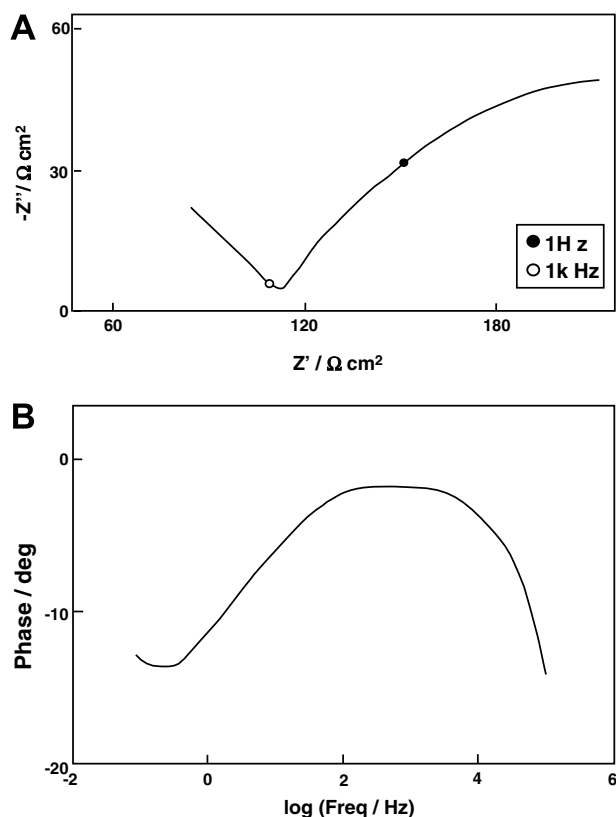 A
60
30
0
-Z''/ Ω cm2
1H z
1k Hz
60
120
180
Z' / Ω cm2
B
0
-10
-20
Phase / deg
-2
0
2
4
6
log (Freq / Hz)